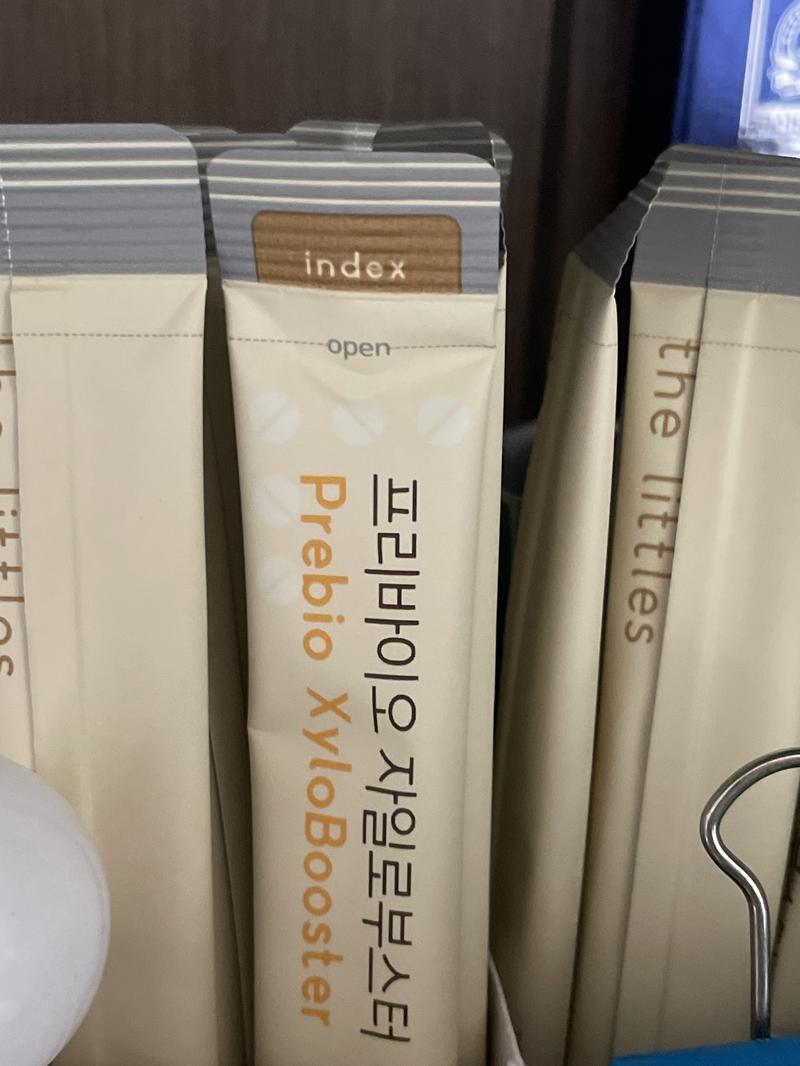 index
open
프리바이오 자일로부스터
Prebio XyloBooster
the littles